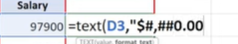 Salary
97900 =text(D3,"$#,##0.00
TEXT(value, format_text)